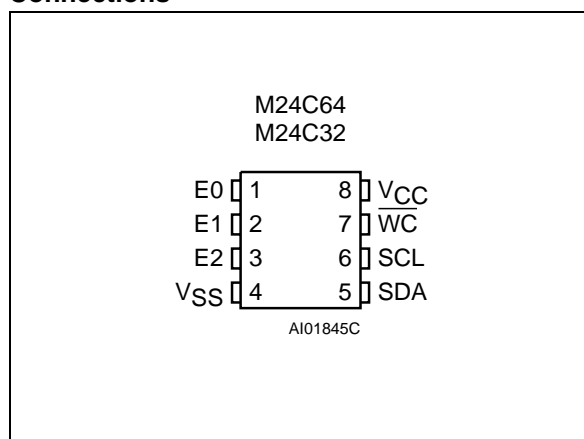 Connections
M24C64
M24C32
E0 1 8 VCC
E1 2 7 W̅C̅
E2 3 6 SCL
VSS 4 5 SDA
AI01845C